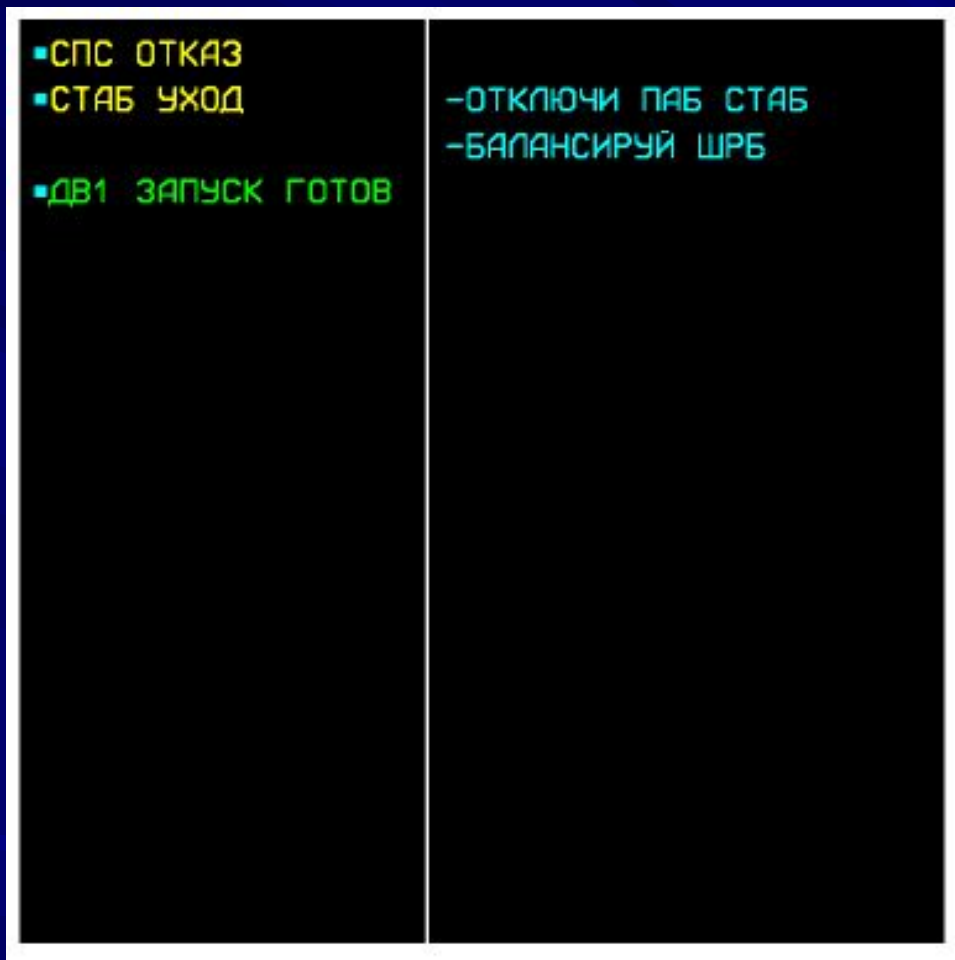 ▪СПС ОТКАЗ
▪СТАБ УХОД
-ОТКЛЮЧИ ПАБ СТАБ
-БАЛАНСИРУЙ ШРБ
▪ДВ1 ЗАПУСК ГОТОВ